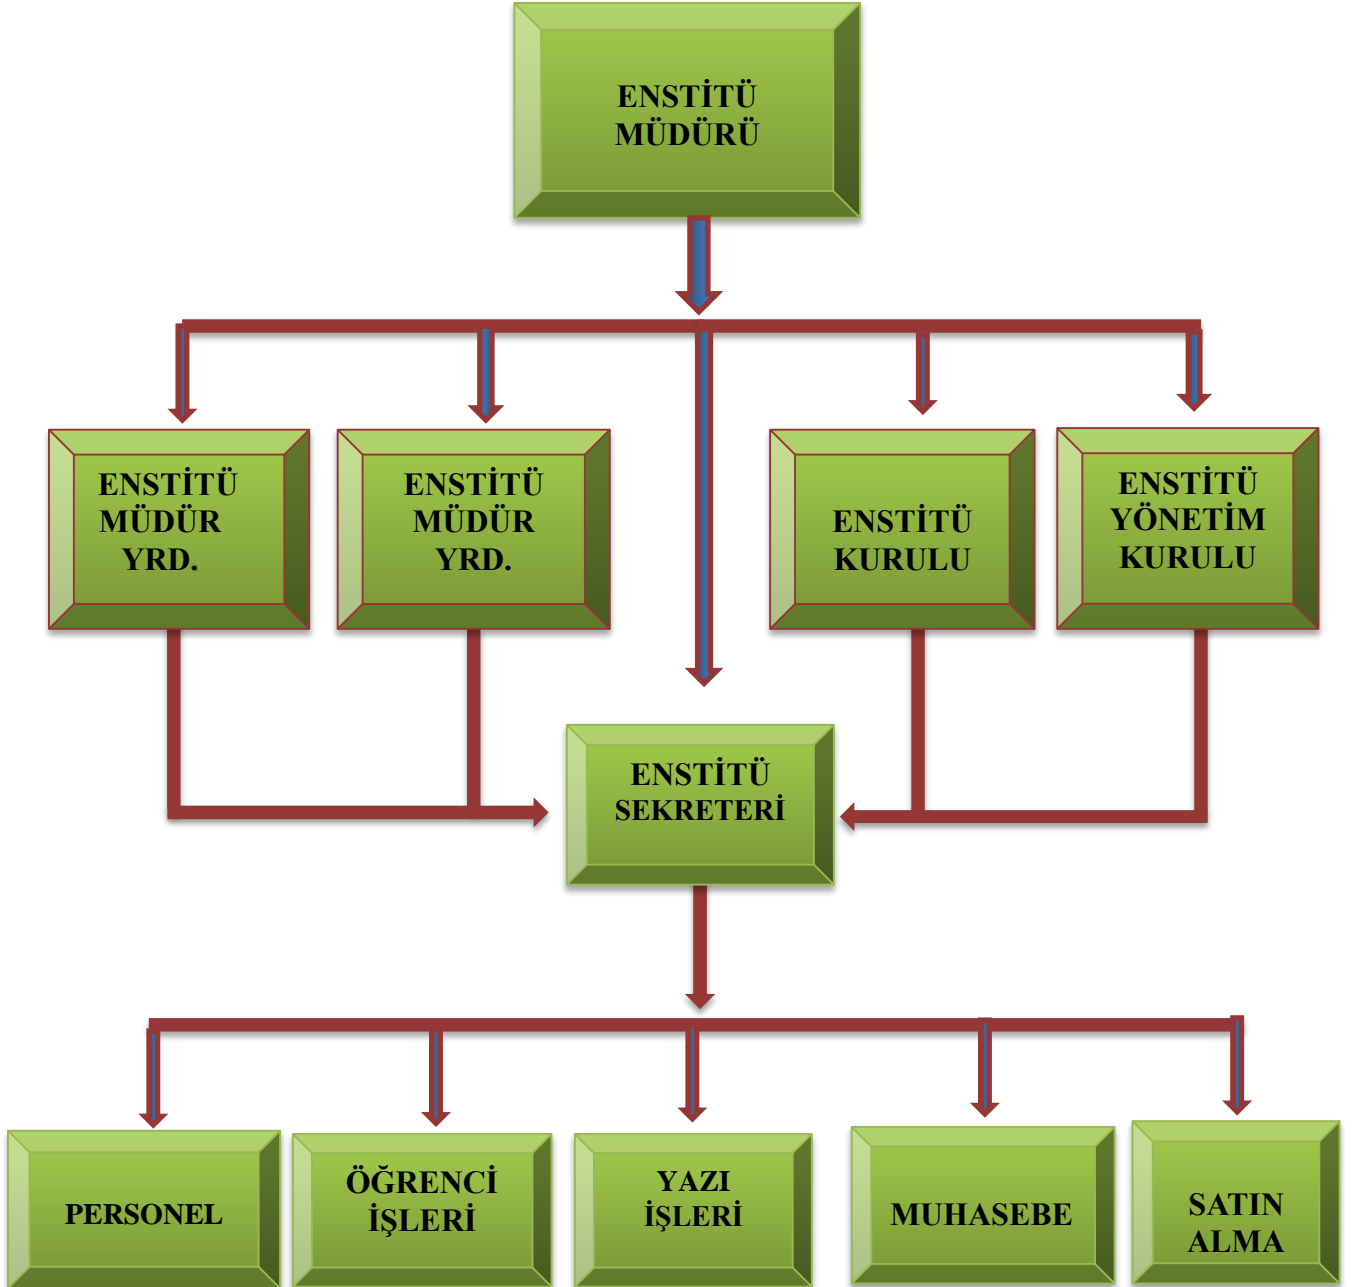 ENSTİTÜ
MÜDÜRÜ
ENSTİTÜ
MÜDÜR
YRD.
ENSTİTÜ
MÜDÜR
YRD.
ENSTİTÜ
KURULU
ENSTİTÜ
YÖNETİM
KURULU
ENSTİTÜ
SEKRETERİ
PERSONEL
ÖĞRENCİ
İŞLERİ
YAZI
İŞLERİ
MUHASEBE
SATIN
ALMA